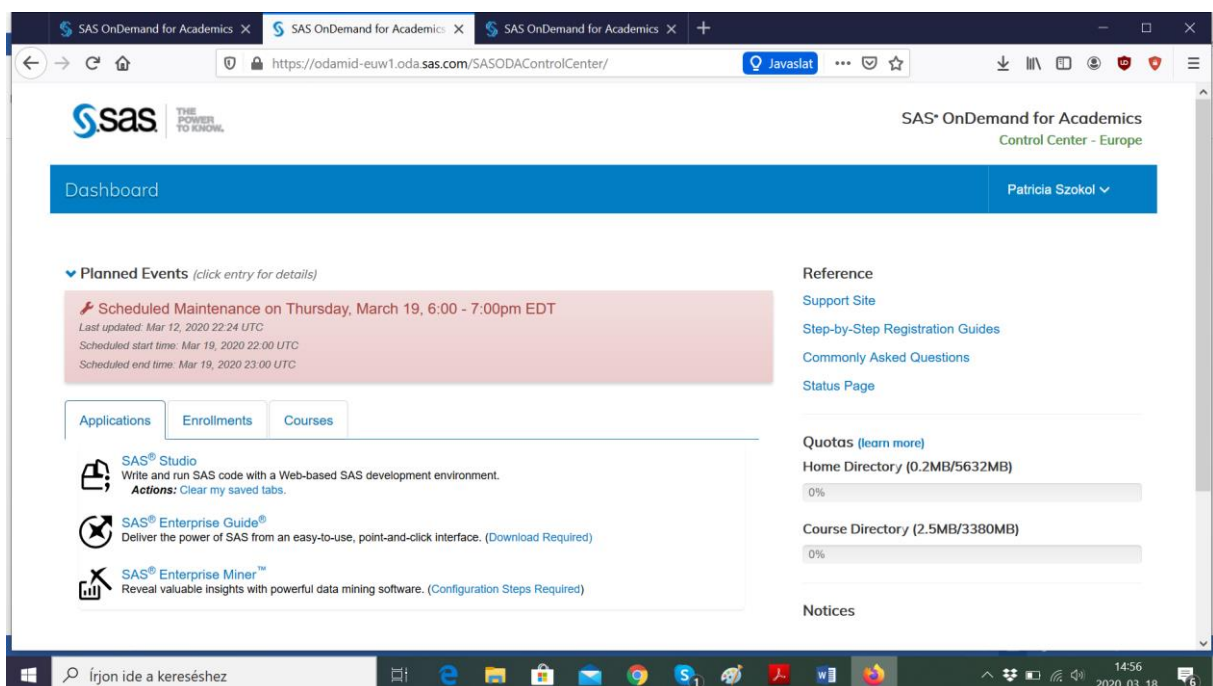 SAS OnDemand for Academics
SAS OnDemand for Academics
SAS OnDemand for Academics
https://odamid-euw1.oda.sas.com/SASODAControlCenter/
Javaslat
sas
THE
POWER
TO KNOW.
SAS® OnDemand for Academics
Control Center - Europe
Dashboard
Patricia Szokol
Planned Events (click entry for details)
Scheduled Maintenance on Thursday, March 19, 6:00 - 7:00pm EDT
Last updated: Mar 12, 2020 22:24 UTC
Scheduled start time: Mar 19, 2020 22:00 UTC
Scheduled end time: Mar 19, 2020 23:00 UTC
Applications
Enrollments
Courses
SAS® Studio
Write and run SAS code with a Web-based SAS development environment.
Actions: Clear my saved tabs.
SAS® Enterprise Guide®
Deliver the power of SAS from an easy-to-use, point-and-click interface. (Download Required)
SAS® Enterprise Miner™
Reveal valuable insights with powerful data mining software. (Configuration Steps Required)
Reference
Support Site
Step-by-Step Registration Guides
Commonly Asked Questions
Status Page
Quotas (learn more)
Home Directory (0.2MB/5632MB)
0%
Course Directory (2.5MB/3380MB)
0%
Notices
Írjon ide a kereséshez
14:56
2020. 03. 18.